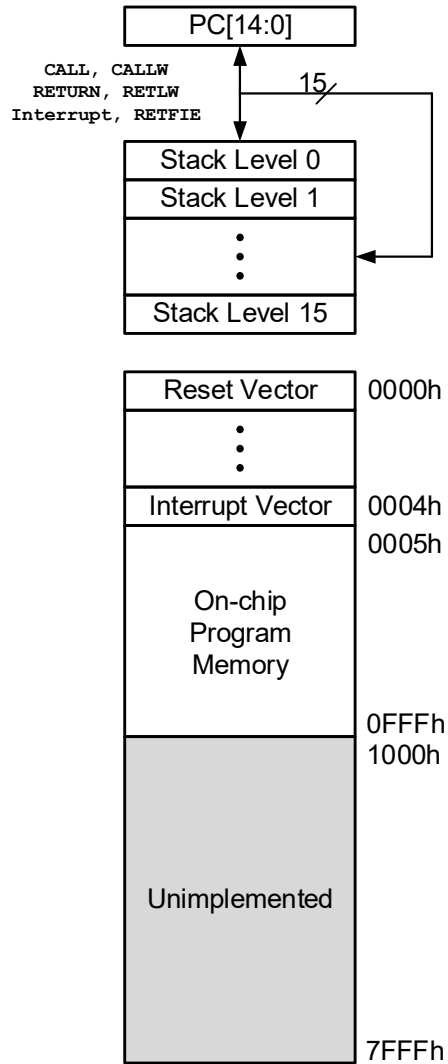 PC[14:0]
CALL, CALLW
RETURN, RETLW
Interrupt, RETFIE
15
Stack Level 0
Stack Level 1
Stack Level 15
Reset Vector
0000h
Interrupt Vector
0004h
0005h
On-chip
Program
Memory
0FFFh
1000h
Unimplemented
7FFFh